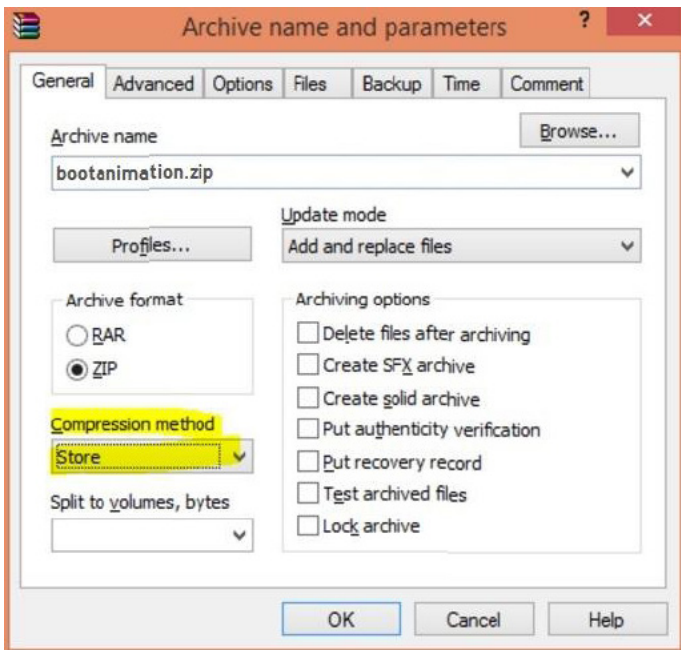 Archive name and parameters
? ×
General Advanced Options Files Backup Time Comment
Archive name
Browse...
bootanimation.zip
Update mode
Profiles...
Add and replace files
Archive format
RAR
ZIP
Archiving options
Delete files after archiving
Create SFX archive
Create solid archive
Put authenticity verification
Put recovery record
Test archived files
Lock archive
Compression method
Store
Split to volumes, bytes
OK Cancel Help